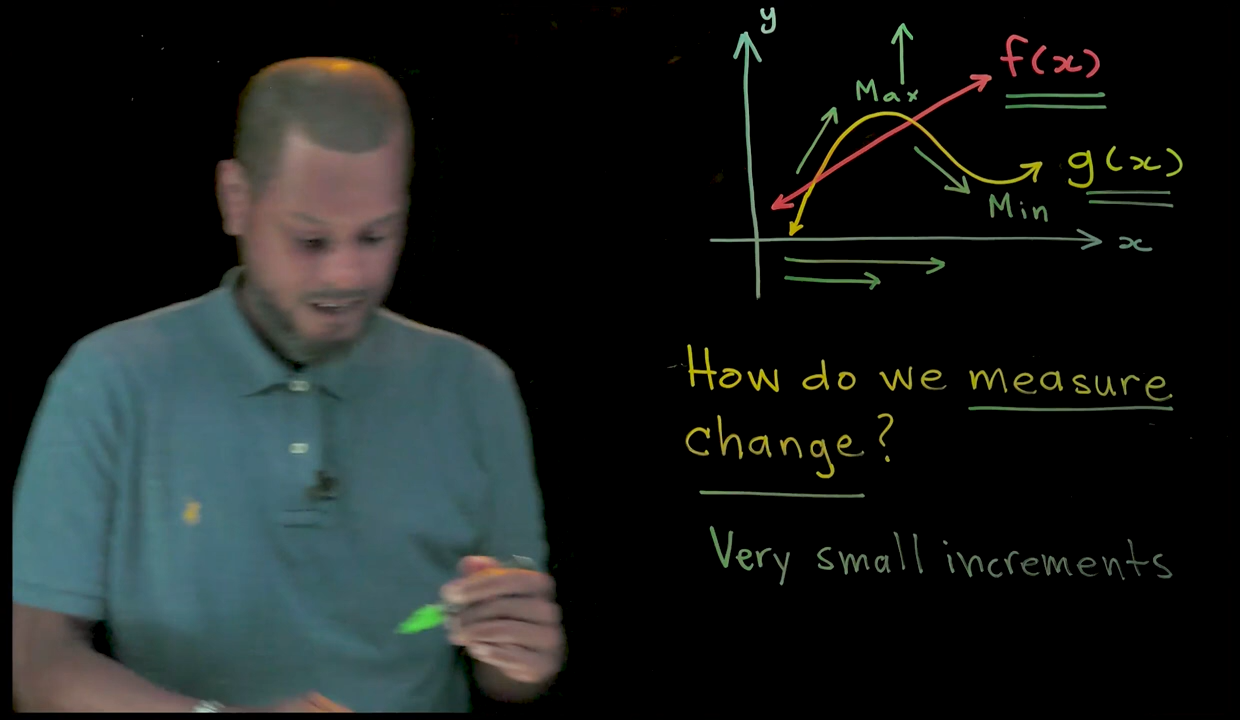 y
f(x)
Max
g(x)
Min
x
How do we measure
change?
Very small increments